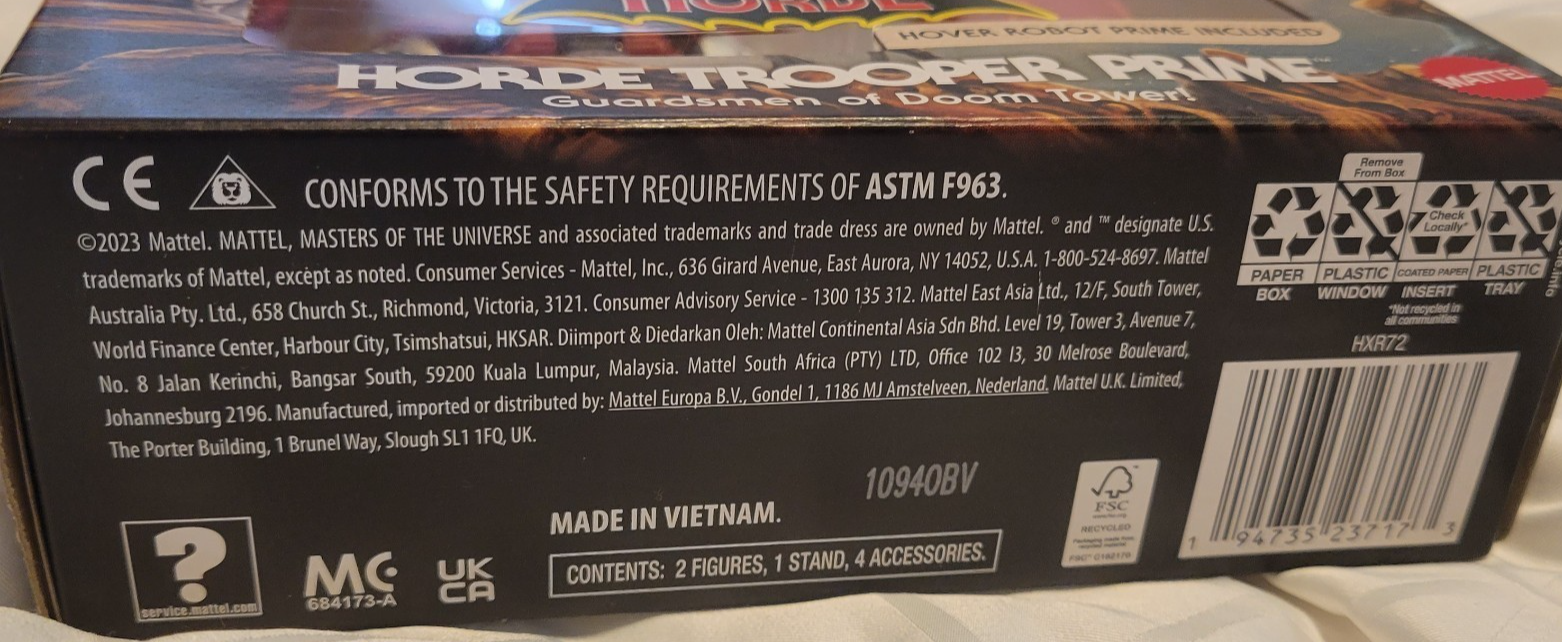 HORDE
HOVER ROBOT PRIME INCLUDED
HORDE TROOPER PRIME™
Guardsmen of Doom Tower!
MATTEL
CE
CONFORMS TO THE SAFETY REQUIREMENTS OF ASTM F963.
©2023 Mattel. MATTEL, MASTERS OF THE UNIVERSE and associated trademarks and trade dress are owned by Mattel. ® and ™ designate U.S.
trademarks of Mattel, except as noted. Consumer Services - Mattel, Inc., 636 Girard Avenue, East Aurora, NY 14052, U.S.A. 1-800-524-8697. Mattel
Australia Pty. Ltd., 658 Church St., Richmond, Victoria, 3121. Consumer Advisory Service - 1300 135 312. Mattel East Asia Ltd., 12/F, South Tower,
World Finance Center, Harbour City, Tsimshatsui, HKSAR. Diimport & Diedarkan Oleh: Mattel Continental Asia Sdn Bhd. Level 19, Tower 3, Avenue 7,
No. 8 Jalan Kerinchi, Bangsar South, 59200 Kuala Lumpur, Malaysia. Mattel South Africa (PTY) LTD, Office 102 I3, 30 Melrose Boulevard,
Johannesburg 2196. Manufactured, imported or distributed by: Mattel Europa B.V., Gondel 1, 1186 MJ Amstelveen, Nederland. Mattel U.K. Limited,
The Porter Building, 1 Brunel Way, Slough SL1 1FQ, UK.
Remove
From Box
Check
Locally*
PAPER PLASTIC COATED PAPER PLASTIC
BOX WINDOW INSERT TRAY
*Not recycled in
all communities
HXR72
1 94735 23717 3
10940BV
MADE IN VIETNAM.
CONTENTS: 2 FIGURES, 1 STAND, 4 ACCESSORIES.
FSC
RECYCLED
?
service.mattel.com
MC
684173-A
UK
CA